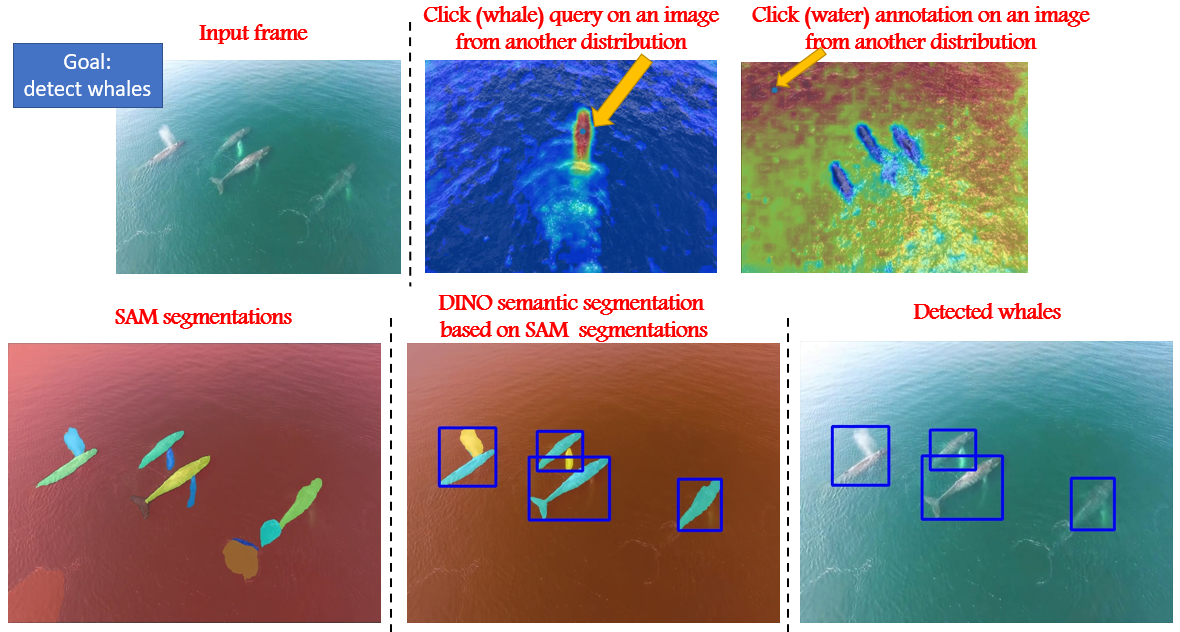 Goal:
detect whales
Input frame
Click (whale) query on an image
from another distribution
Click (water) annotation on an image
from another distribution
SAM segmentations
DINO semantic segmentation
based on SAM segmentations
Detected whales